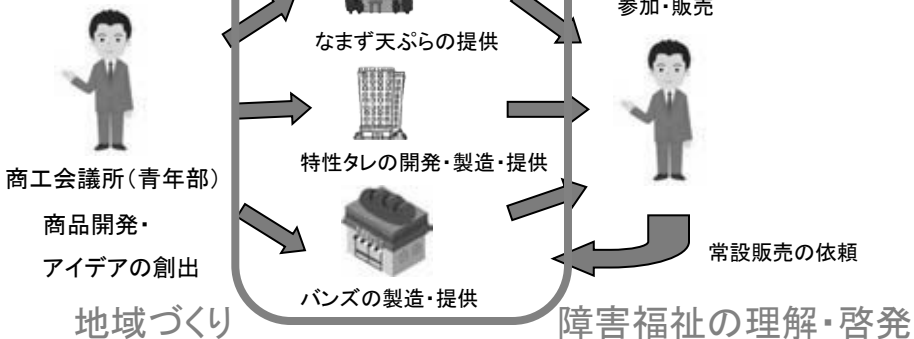 参加・販売
なまず天ぷらの提供
特性タレの開発・製造・提供
商工会議所（青年部）
商品開発・
アイデアの創出
常設販売の依頼
バンズの製造・提供
地域づくり
障害福祉の理解・啓発